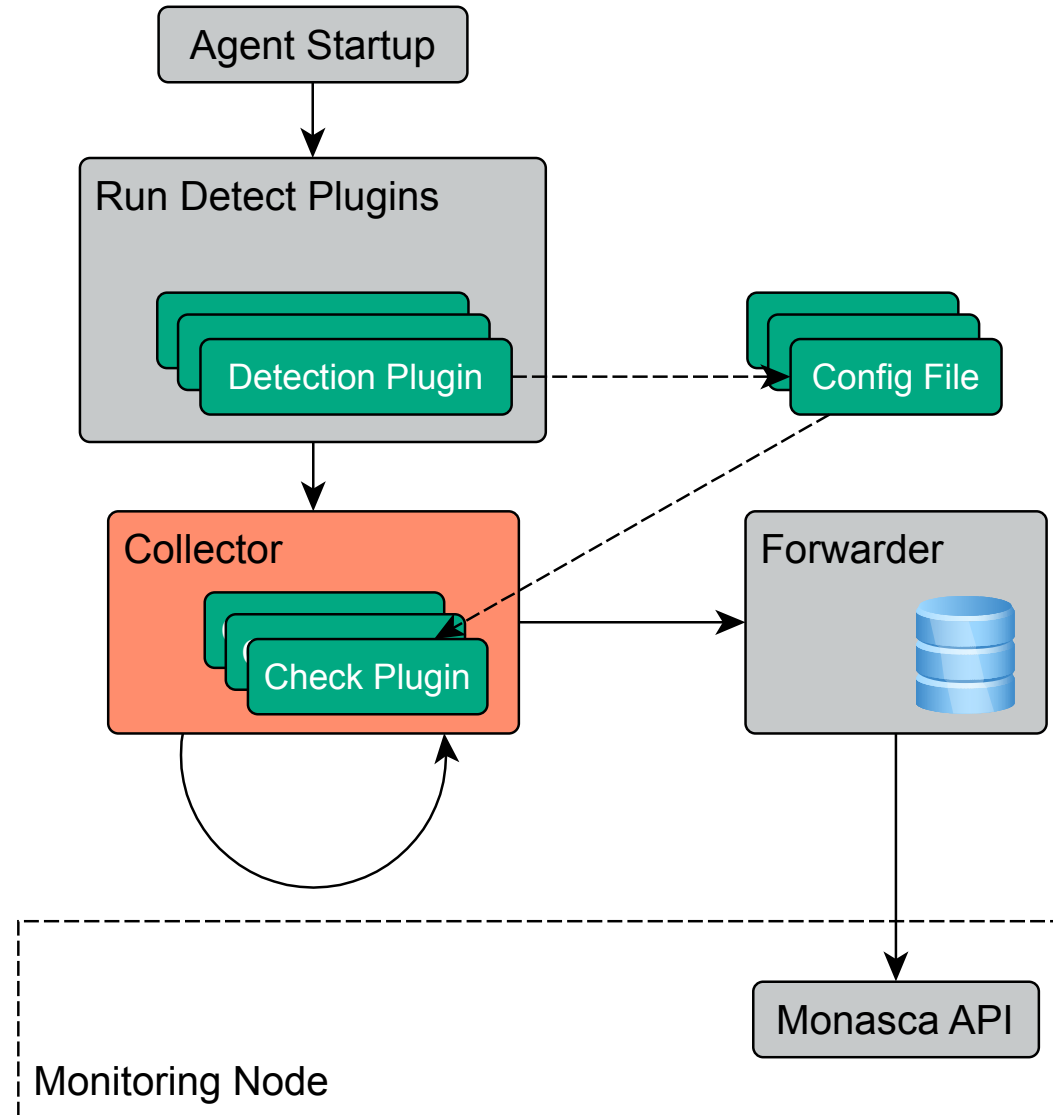 Agent Startup
Run Detect Plugins
Detection Plugin
Config File
Collector
Check Plugin
Forwarder
Monasca API
Monitoring Node